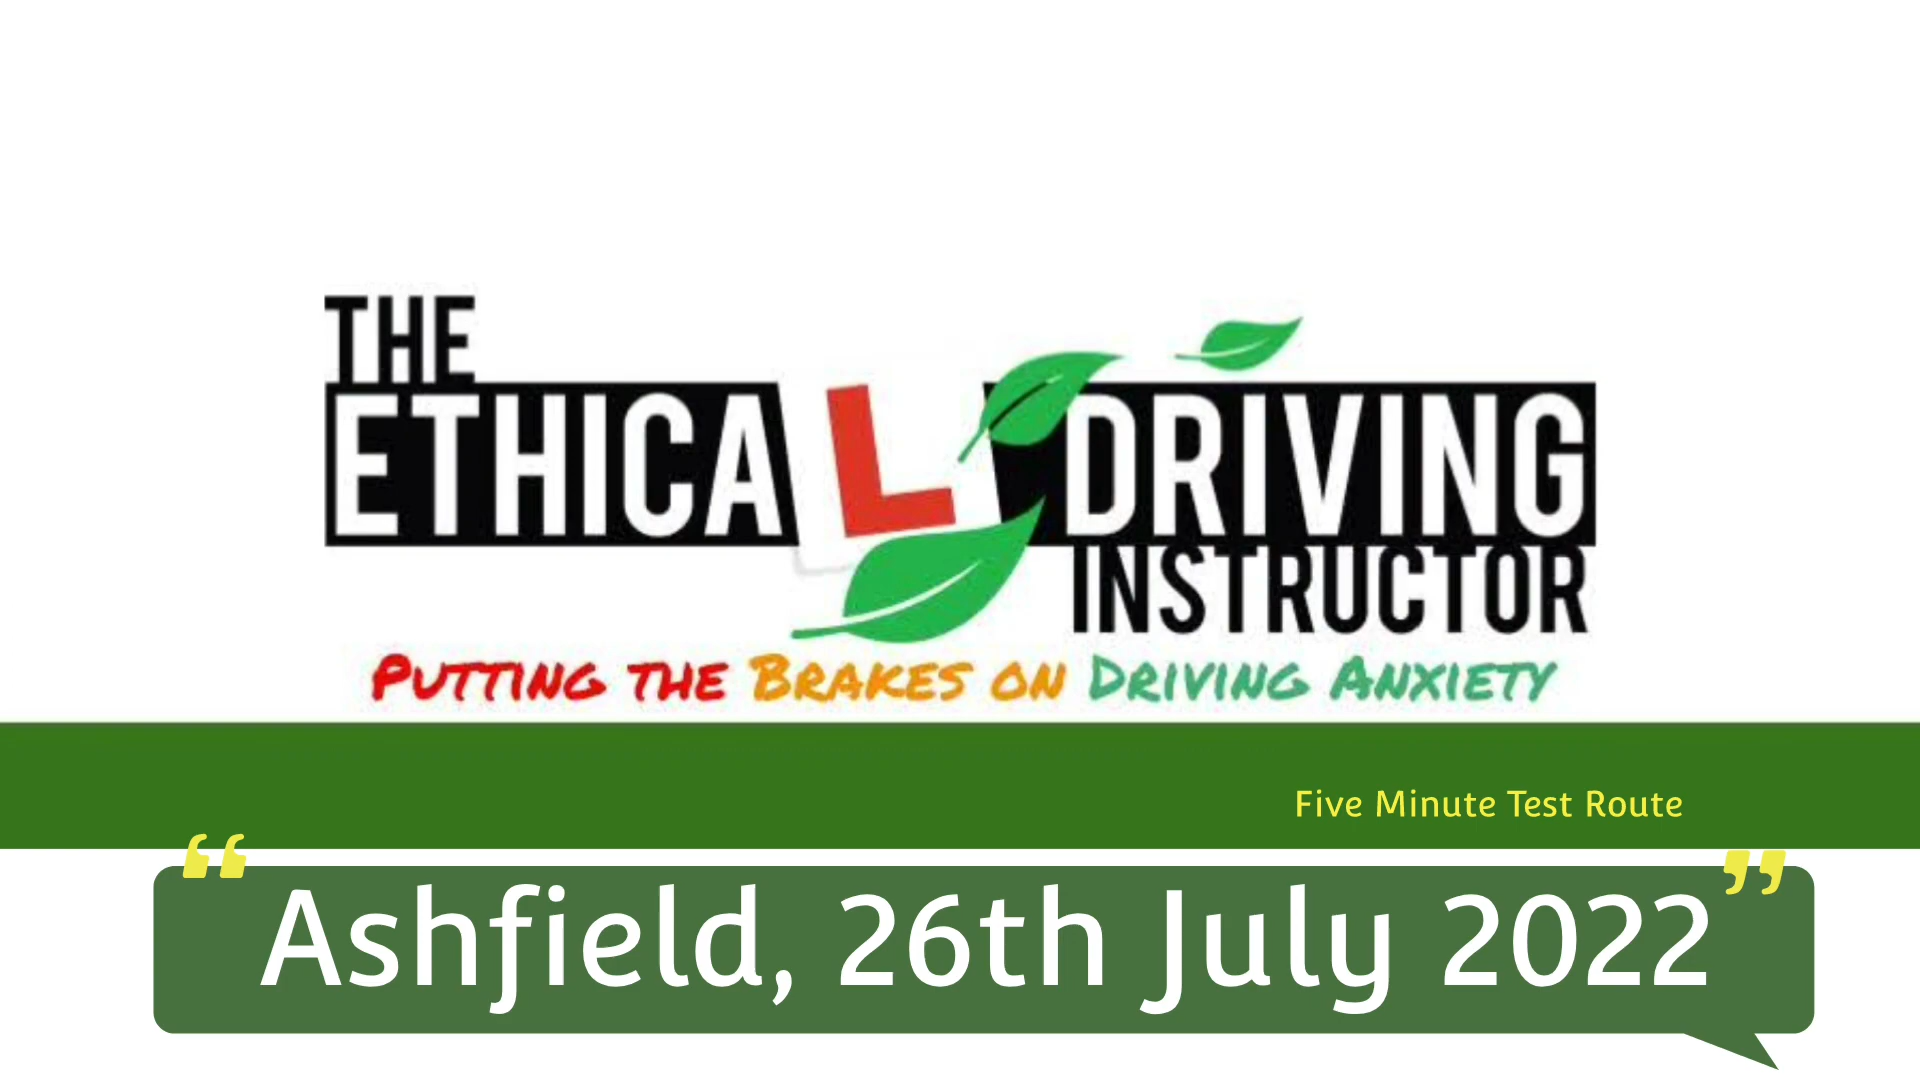 THE
ETHICAL DRIVING
INSTRUCTOR
PUTTING THE BRAKES ON DRIVING ANXIETY
Five Minute Test Route
“Ashfield, 26th July 2022”